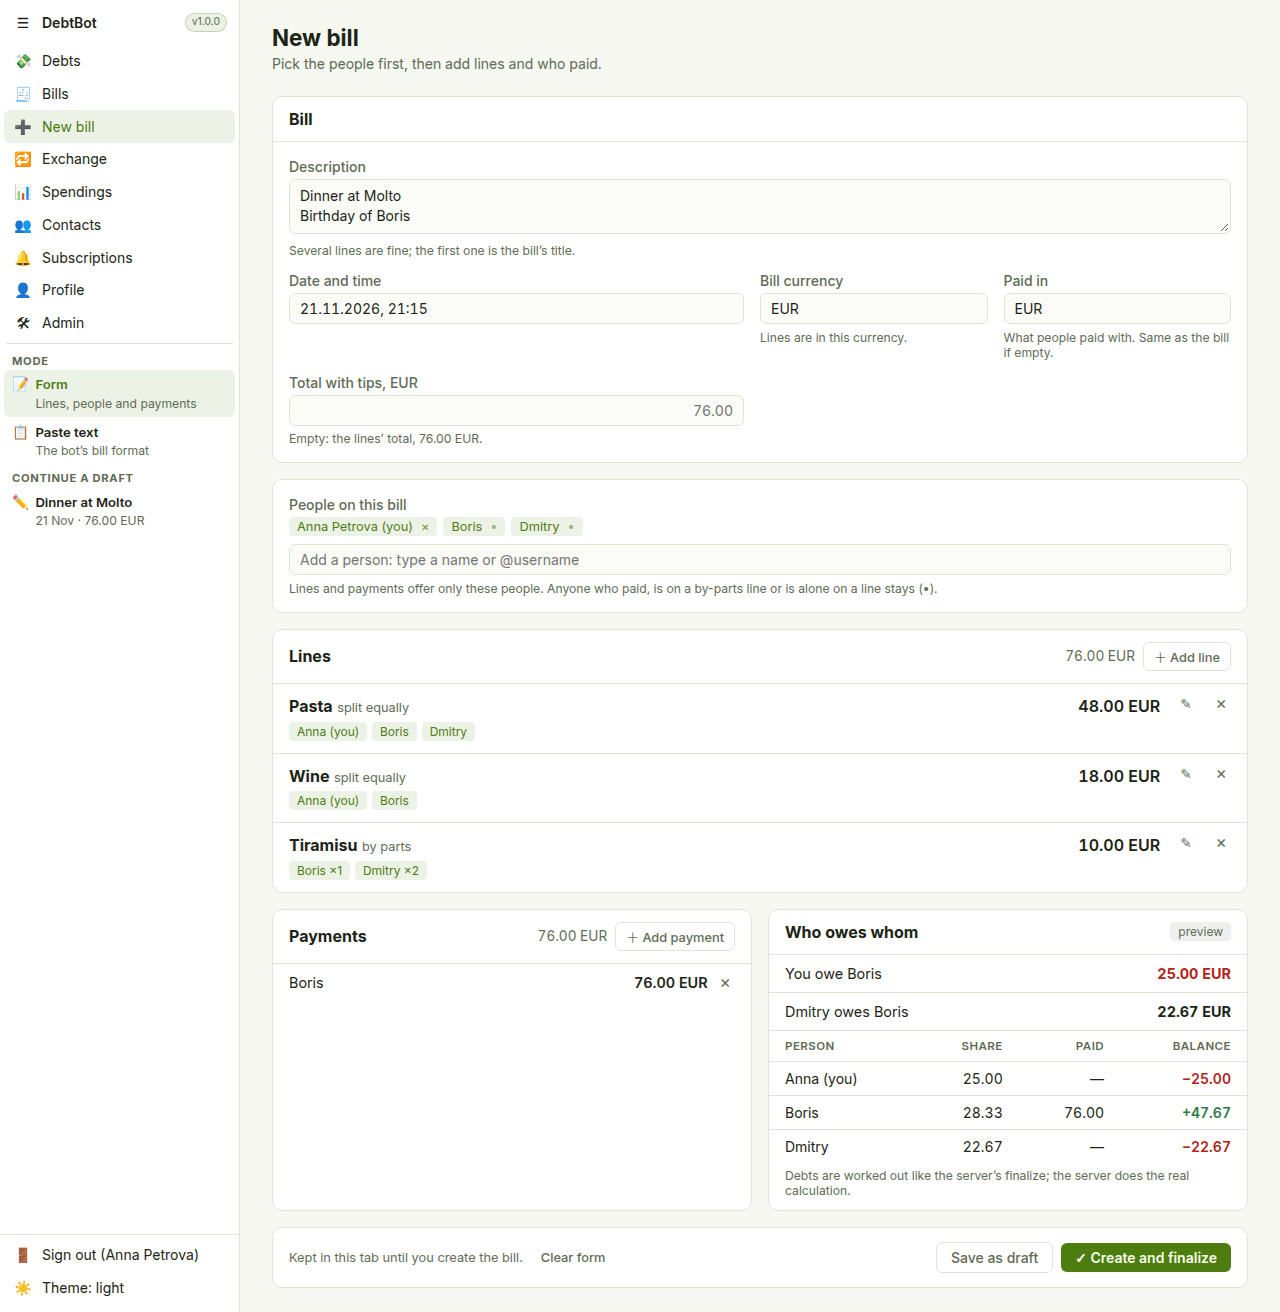 ☰ DebtBot v1.0.0
💸 Debts
🧾 Bills
➕ New bill
🔁 Exchange
📊 Spendings
👥 Contacts
🔔 Subscriptions
👤 Profile
🛠 Admin
MODE
📝 Form
Lines, people and payments
📋 Paste text
The bot’s bill format
CONTINUE A DRAFT
✏️ Dinner at Molto
21 Nov · 76.00 EUR
🚪 Sign out (Anna Petrova)
☀️ Theme: light
New bill
Pick the people first, then add lines and who paid.
Bill
Description
Dinner at Molto
Birthday of Boris
Several lines are fine; the first one is the bill’s title.
Date and time
21.11.2026, 21:15
Bill currency
EUR
Lines are in this currency.
Paid in
EUR
What people paid with. Same as the bill
if empty.
Total with tips, EUR
76.00
Empty: the lines’ total, 76.00 EUR.
People on this bill
Anna Petrova (you) × Boris • Dmitry •
Add a person: type a name or @username
Lines and payments offer only these people. Anyone who paid, is on a by-parts line or is alone on a line stays (•).
Lines 76.00 EUR ＋ Add line
Pasta split equally 48.00 EUR ✎ ✕
Anna (you) Boris Dmitry
Wine split equally 18.00 EUR ✎ ✕
Anna (you) Boris
Tiramisu by parts 10.00 EUR ✎ ✕
Boris ×1 Dmitry ×2
Payments 76.00 EUR ＋ Add payment
Boris 76.00 EUR ✕
Who owes whom preview
You owe Boris 25.00 EUR
Dmitry owes Boris 22.67 EUR
PERSON SHARE PAID BALANCE
Anna (you) 25.00 — −25.00
Boris 28.33 76.00 +47.67
Dmitry 22.67 — −22.67
Debts are worked out like the server’s finalize; the server does the real
calculation.
Kept in this tab until you create the bill. Clear form Save as draft ✓ Create and finalize